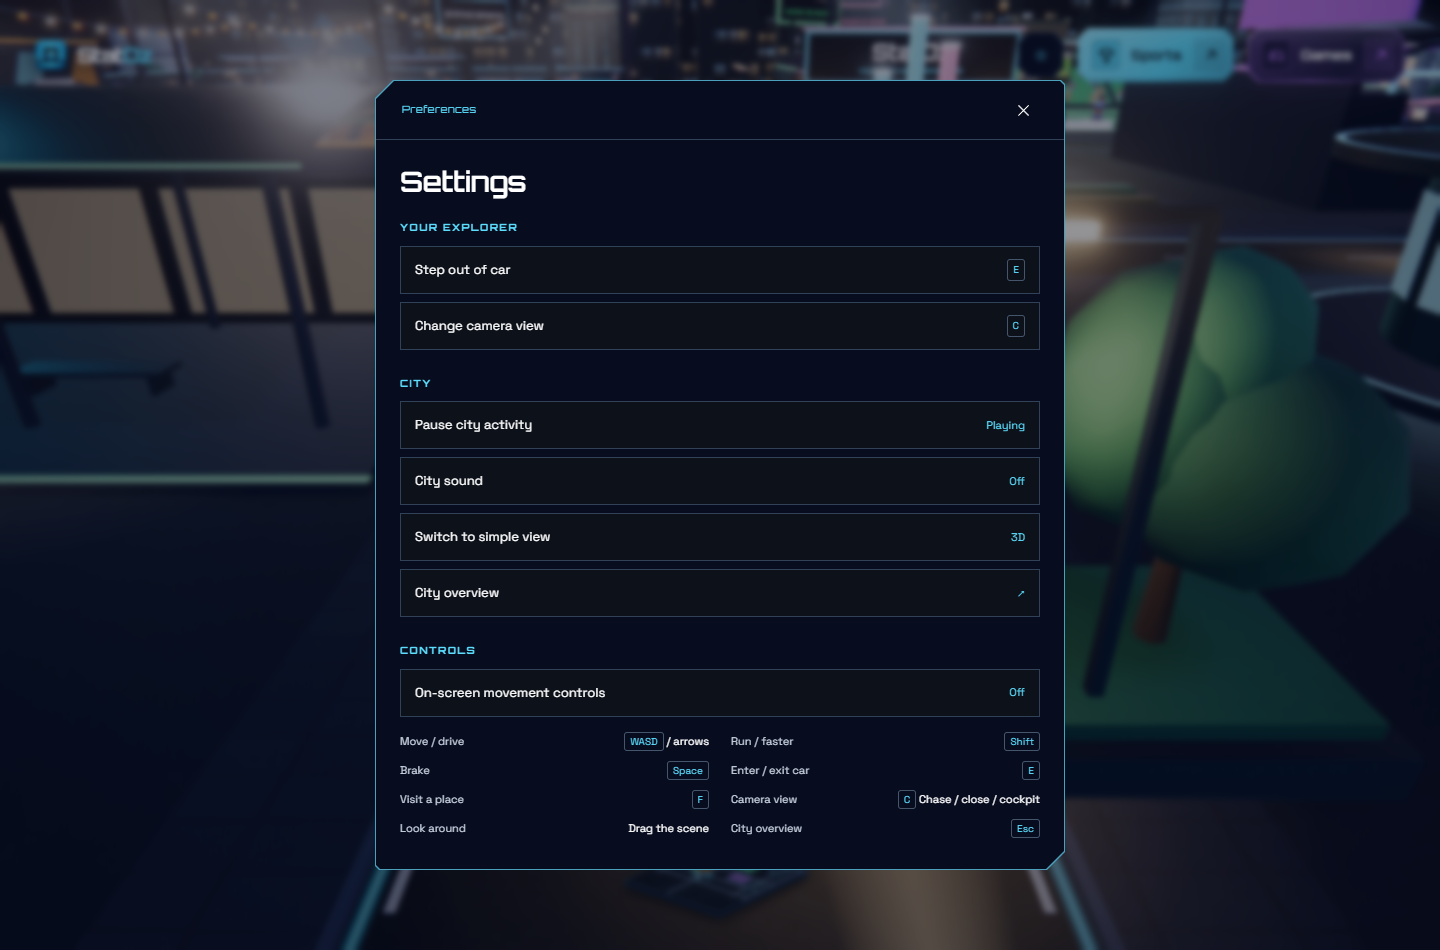 StatCo
Sports
Games
Preferences
Settings
YOUR EXPLORER
Step out of car E
Change camera view C
CITY
Pause city activity Playing
City sound Off
Switch to simple view 3D
City overview ↗
CONTROLS
On-screen movement controls Off
Move / drive WASD / arrows Run / faster Shift
Brake Space Enter / exit car E
Visit a place F Camera view C Chase / close / cockpit
Look around Drag the scene City overview Esc